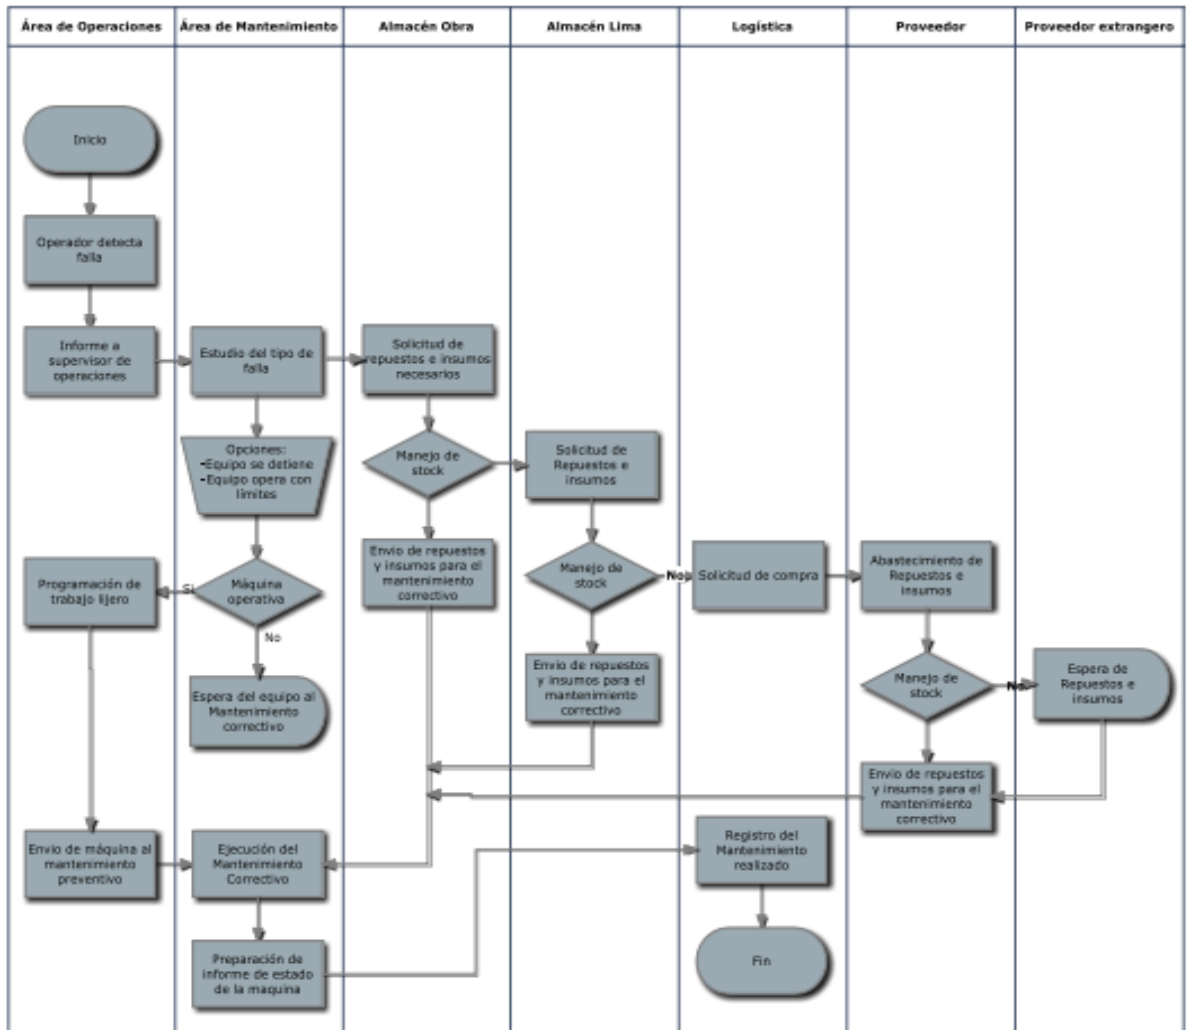 Área de Operaciones
Área de Mantenimiento
Almacén Obra
Almacén Lima
Logística
Proveedor
Proveedor extrangero
Inicio
Operador detecta
falla
Informe a
supervisor de
operaciones
Estudio del tipo de
falla
Solicitud de
repuestos e insumos
necesarios
Opciones:
-Equipo se detiene
-Equipo opera con
límites
Manejo de
stock
Solicitud de
Repuestos e
insumos
Programación de
trabajo lijero
Si
Máquina
operativa
No
Envio de repuestos
y insumos para el
mantenimiento
correctivo
Manejo de
stock
No
Solicitud de compra
Abastecimiento de
Repuestos e
insumos
Espera del equipo al
Mantenimiento
correctivo
Envio de repuestos
y insumos para el
mantenimiento
correctivo
Manejo de
stock
No
Espera de
Repuestos e
insumos
Envio de repuestos
y insumos para el
mantenimiento
correctivo
Envio de máquina al
mantenimiento
preventivo
Ejecución del
Mantenimiento
Correctivo
Registro del
Mantenimiento
realizado
Preparación de
informe de estado
de la maquina
Fin